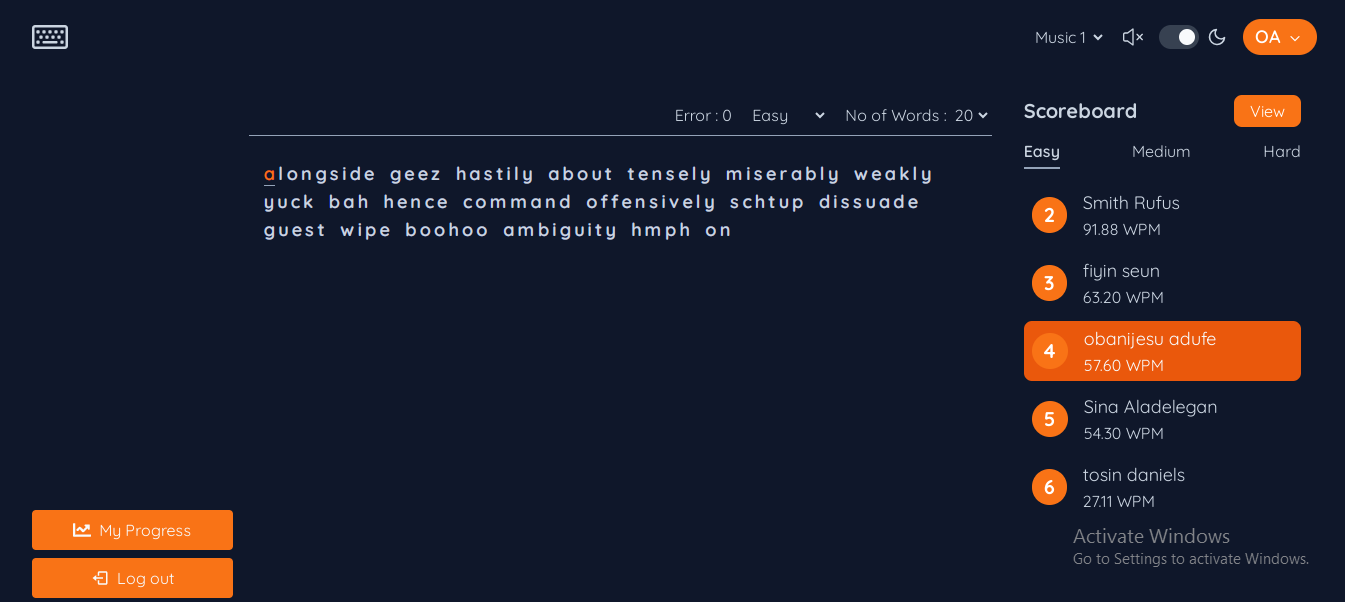 Music 1
OA
Error : 0 Easy No of Words : 20
alongside geez hastily about tensely miserably weakly
yuck bah hence command offensively schtup dissuade
guest wipe boohoo ambiguity hmph on
Scoreboard View
Easy Medium Hard
2
Smith Rufus
91.88 WPM
3
fiyin seun
63.20 WPM
4
obanijesu adufe
57.60 WPM
5
Sina Aladelegan
54.30 WPM
6
tosin daniels
27.11 WPM
My Progress
Log out
Activate Windows
Go to Settings to activate Windows.